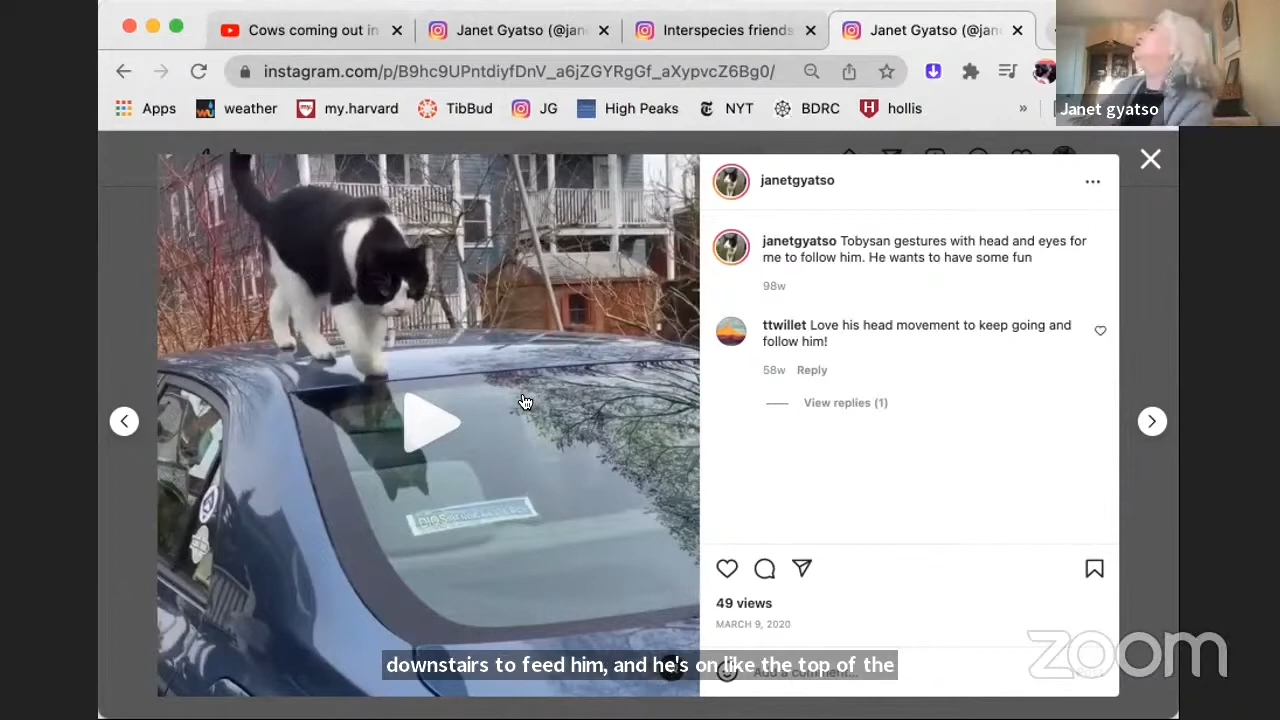 Cows coming out in
Janet Gyatso (@jan
Interspecies friends
Janet Gyatso (@jan
instagram.com/p/B9hc9UPntdiyfDnV_a6jZGYRgGf_aXypvcZ6Bg0/
Apps
weather
my.harvard
TibBud
JG
High Peaks
NYT
BDRC
hollis
»
Janet gyatso
janetgyatso
janetgyatso Tobysan gestures with head and eyes for
me to follow him. He wants to have some fun
98w
ttwillet Love his head movement to keep going and
follow him!
58w Reply
View replies (1)
49 views
MARCH 9, 2020
Add a comment...
downstairs to feed him, and he's on like the top of the
zoom